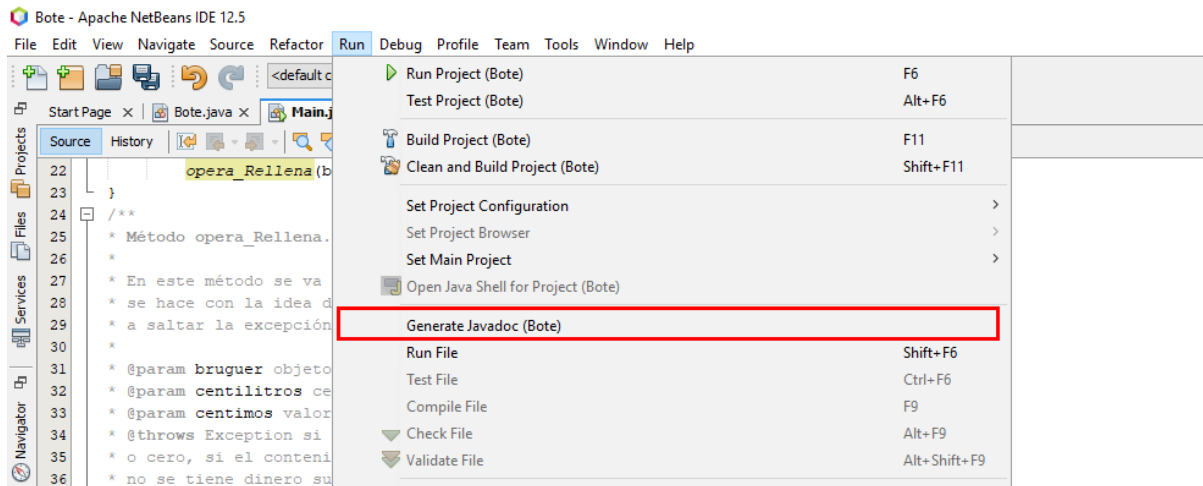 Bote - Apache NetBeans IDE 12.5
File Edit View Navigate Source Refactor Run Debug Profile Team Tools Window Help
<default c
Start Page × Bote.java × Main.j
Source History
Projects
Files
Services
Navigator
22 opera_Rellena(b
23 }
24 /**
25 * Método opera_Rellena.
26 *
27 * En este método se va
28 * se hace con la idea d
29 * a saltar la excepción
30 *
31 * @param bruguer objeto
32 * @param centilitros ce
33 * @param centimos valor
34 * @throws Exception si
35 * o cero, si el conteni
36 * no se tiene dinero su
Run Project (Bote) F6
Test Project (Bote) Alt+F6
Build Project (Bote) F11
Clean and Build Project (Bote) Shift+F11
Set Project Configuration >
Set Project Browser >
Set Main Project >
Open Java Shell for Project (Bote)
Generate Javadoc (Bote)
Run File Shift+F6
Test File Ctrl+F6
Compile File F9
Check File Alt+F9
Validate File Alt+Shift+F9